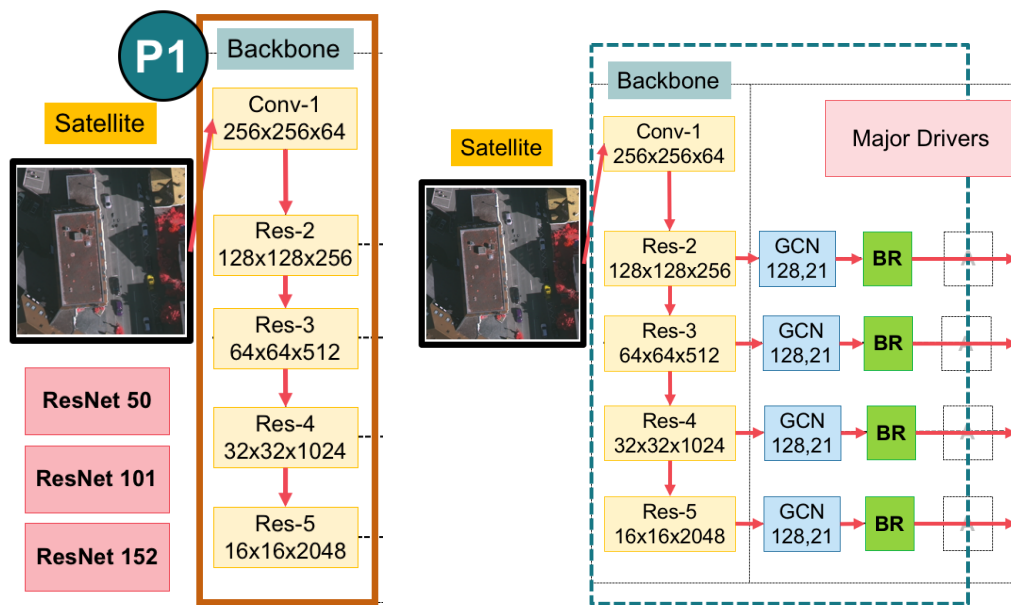 P1
Backbone
Satellite
Conv-1
256x256x64
Res-2
128x128x256
Res-3
64x64x512
Res-4
32x32x1024
Res-5
16x16x2048
ResNet 50
ResNet 101
ResNet 152
Backbone
Satellite
Major Drivers
Conv-1
256x256x64
Res-2
128x128x256
GCN
128,21
BR
A
Res-3
64x64x512
GCN
128,21
BR
A
Res-4
32x32x1024
GCN
128,21
BR
A
Res-5
16x16x2048
GCN
128,21
BR
A